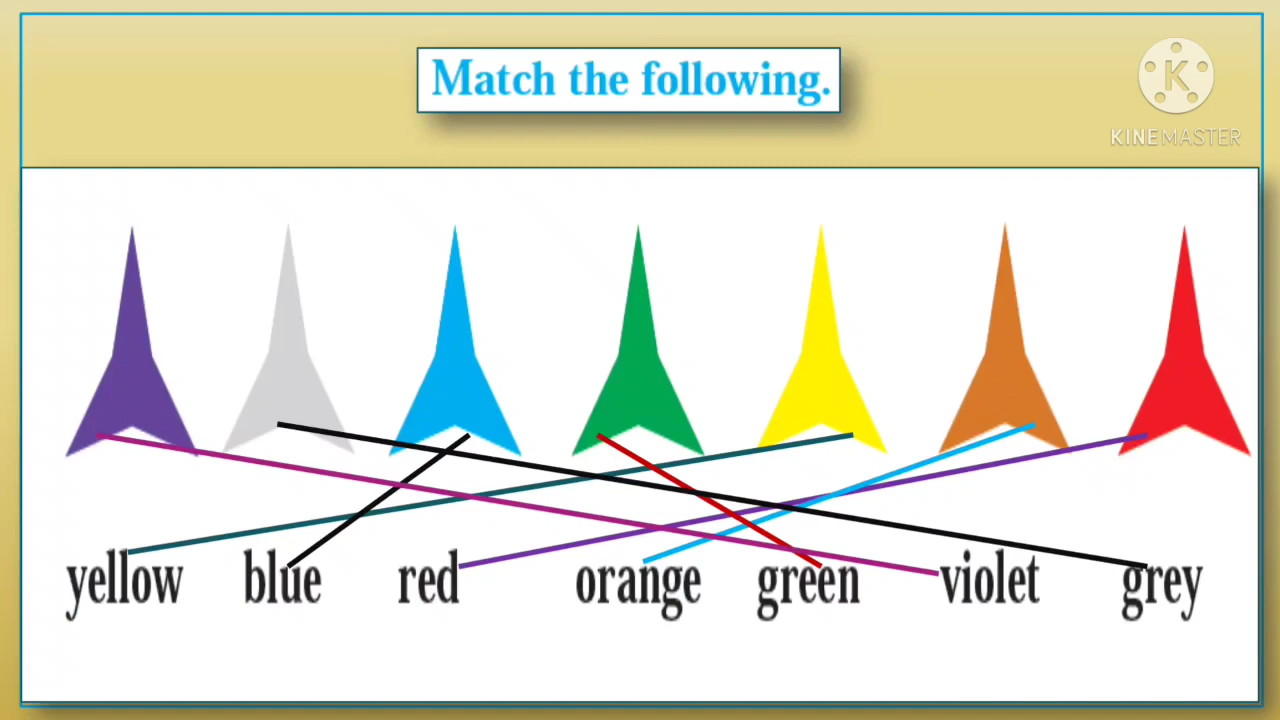 Match the following.
K
KINEMASTER
yellow blue red orange green violet grey